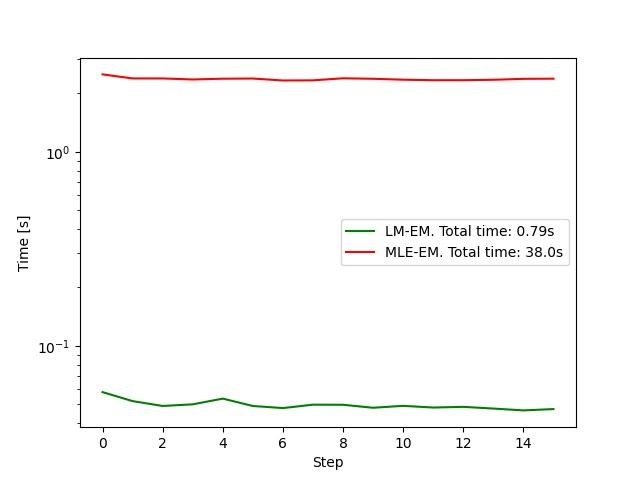 10⁰
10⁻¹
Time [s]
LM-EM. Total time: 0.79s
MLE-EM. Total time: 38.0s
0 2 4 6 8 10 12 14
Step